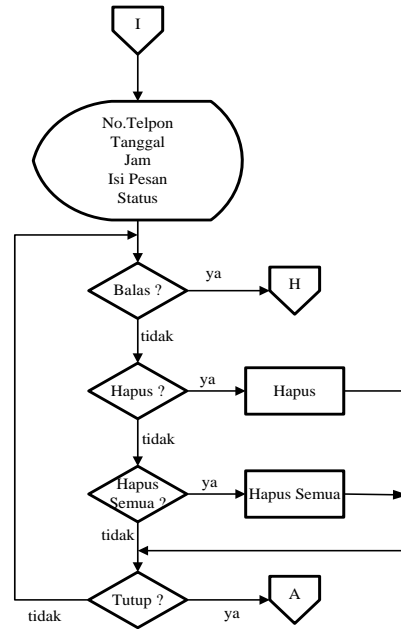 I
No.Telpon
Tanggal
Jam
Isi Pesan
Status
Balas ?
ya
H
tidak
Hapus ?
ya
Hapus
tidak
Hapus
Semua ?
ya
Hapus Semua
tidak
Tutup ?
tidak
ya
A